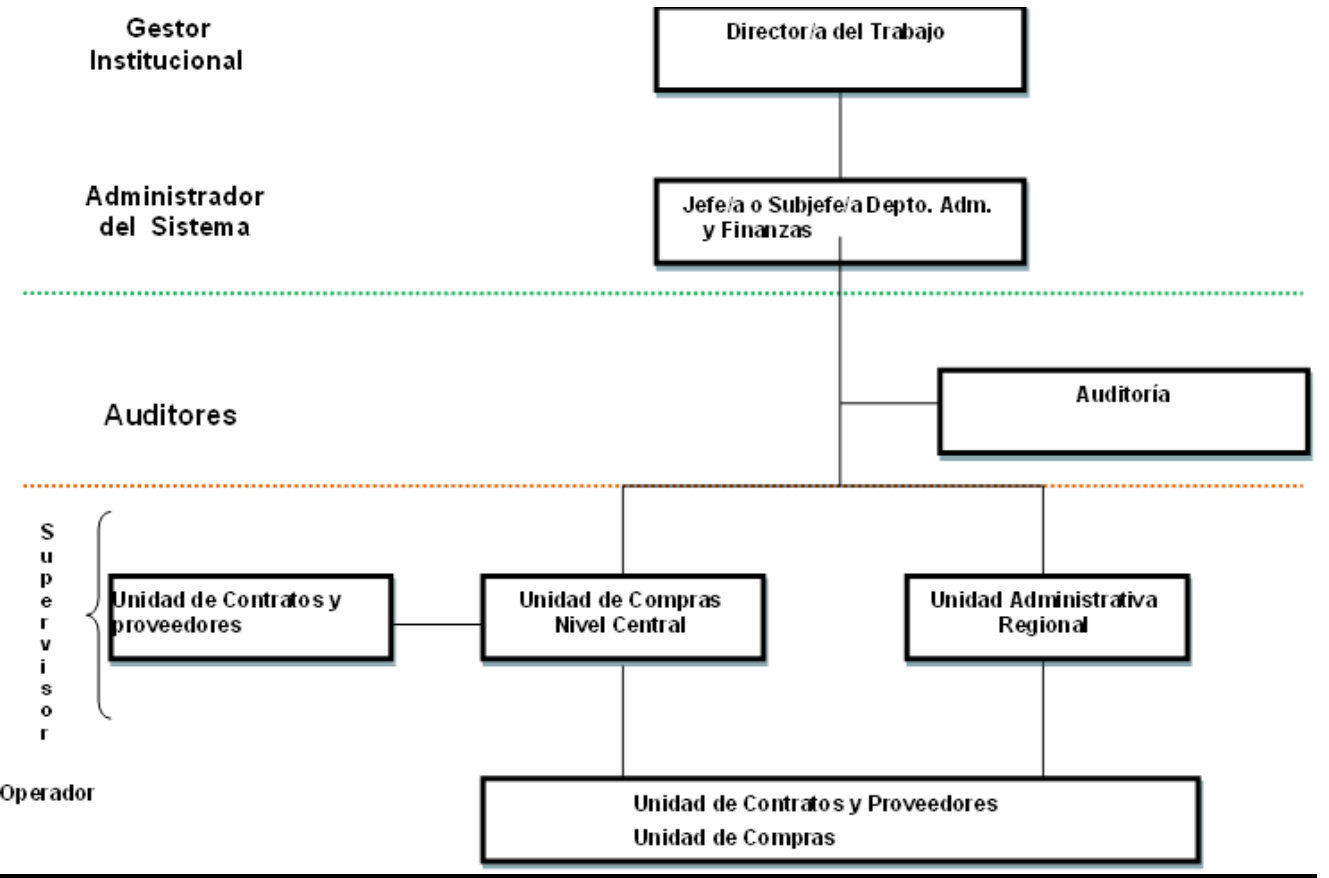 Gestor
Institucional
Director/a del Trabajo
Administrador
del Sistema
Jefe/a o Subjefe/a Depto. Adm.
y Finanzas
Auditores
Auditoría
Supervisor
Unidad de Contratos y
proveedores
Unidad de Compras
Nivel Central
Unidad Administrativa
Regional
Operador
Unidad de Contratos y Proveedores
Unidad de Compras